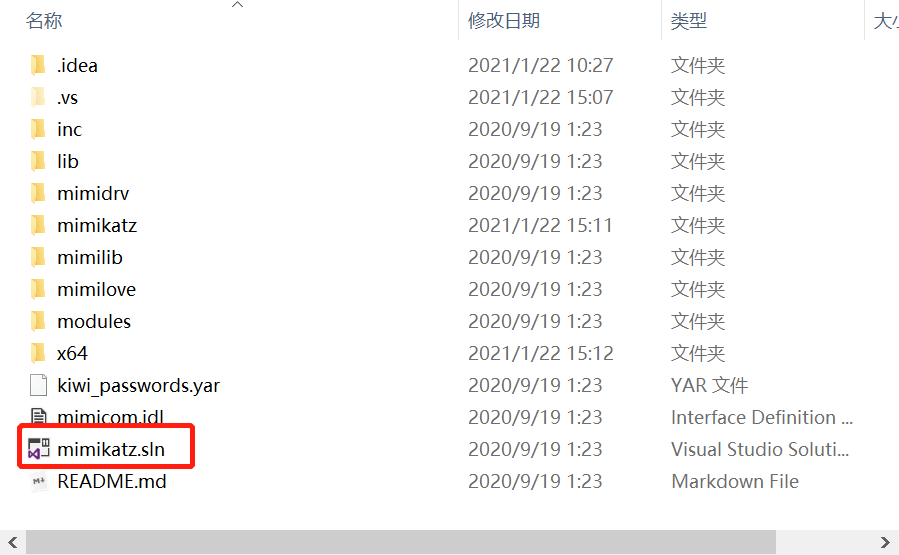 名称 修改日期 类型 大小
.idea 2021/1/22 10:27 文件夹
.vs 2021/1/22 15:07 文件夹
inc 2020/9/19 1:23 文件夹
lib 2020/9/19 1:23 文件夹
mimidrv 2020/9/19 1:23 文件夹
mimikatz 2021/1/22 15:11 文件夹
mimilib 2020/9/19 1:23 文件夹
mimilove 2020/9/19 1:23 文件夹
modules 2020/9/19 1:23 文件夹
x64 2021/1/22 15:12 文件夹
kiwi_passwords.yar 2020/9/19 1:23 YAR 文件
mimicom.idl 2020/9/19 1:23 Interface Definition ...
mimikatz.sln 2020/9/19 1:23 Visual Studio Soluti...
README.md 2020/9/19 1:23 Markdown File